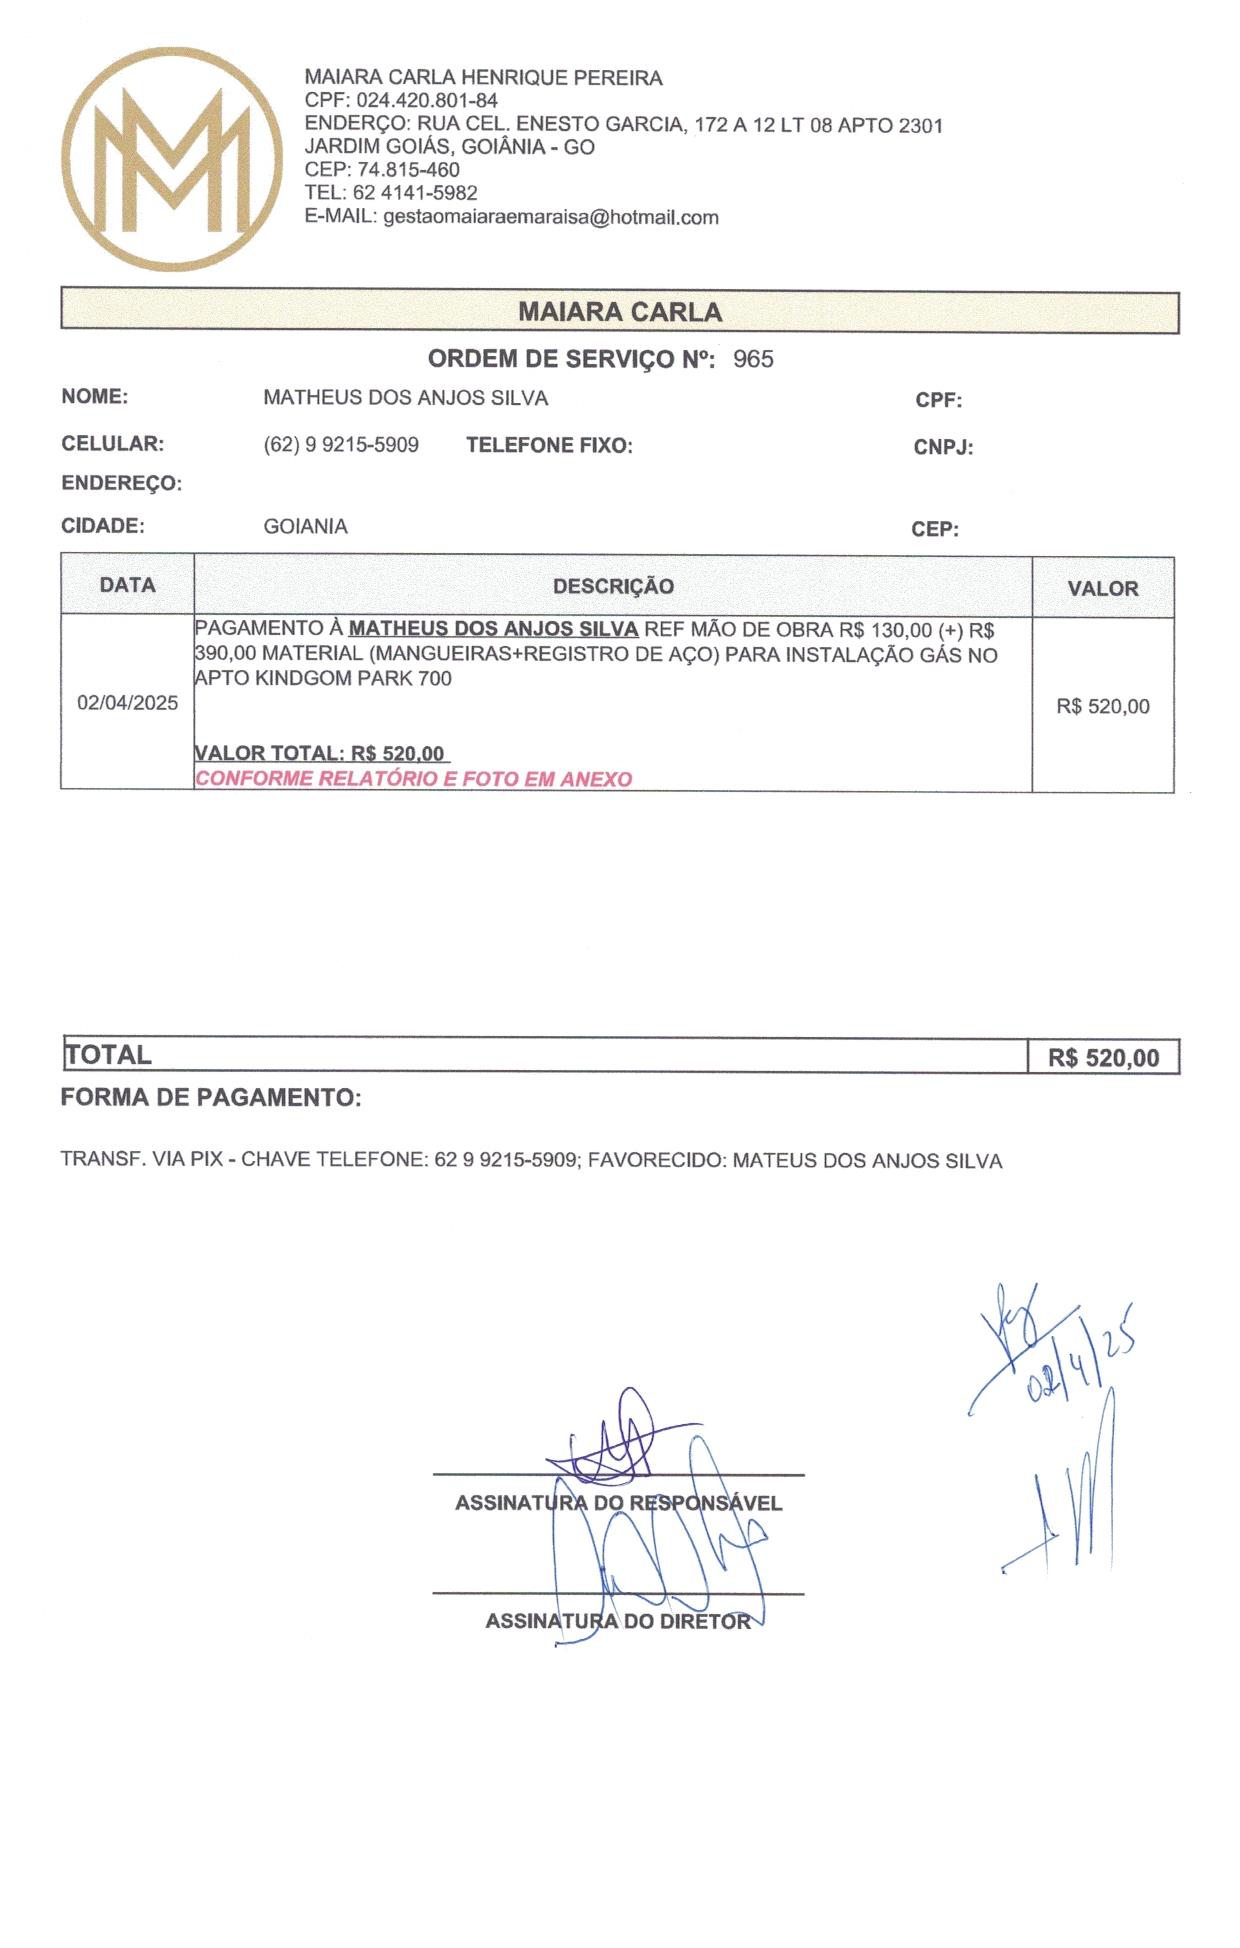 MAIARA CARLA HENRIQUE PEREIRA
CPF: 024.420.801-84
ENDERÇO: RUA CEL. ENESTO GARCIA, 172 A 12 LT 08 APTO 2301
JARDIM GOIÁS, GOIÂNIA - GO
CEP: 74.815-460
TEL: 62 4141-5982
E-MAIL: gestaomaiaraemaraisa@hotmail.com
MAIARA CARLA
ORDEM DE SERVIÇO Nº: 965
NOME: MATHEUS DOS ANJOS SILVA CPF:
CELULAR: (62) 9 9215-5909 TELEFONE FIXO: CNPJ:
ENDEREÇO:
CIDADE: GOIANIA CEP:
DATA DESCRIÇÃO VALOR
PAGAMENTO À MATHEUS DOS ANJOS SILVA REF MÃO DE OBRA R$ 130,00 (+) R$
390,00 MATERIAL (MANGUEIRAS+REGISTRO DE AÇO) PARA INSTALAÇÃO GÁS NO
APTO KINDGOM PARK 700
02/04/2025 R$ 520,00
VALOR TOTAL: R$ 520,00
CONFORME RELATÓRIO E FOTO EM ANEXO
TOTAL R$ 520,00
FORMA DE PAGAMENTO:
TRANSF. VIA PIX - CHAVE TELEFONE: 62 9 9215-5909; FAVORECIDO: MATEUS DOS ANJOS SILVA
02/4/25
ASSINATURA DO RESPONSÁVEL
ASSINATURA DO DIRETOR